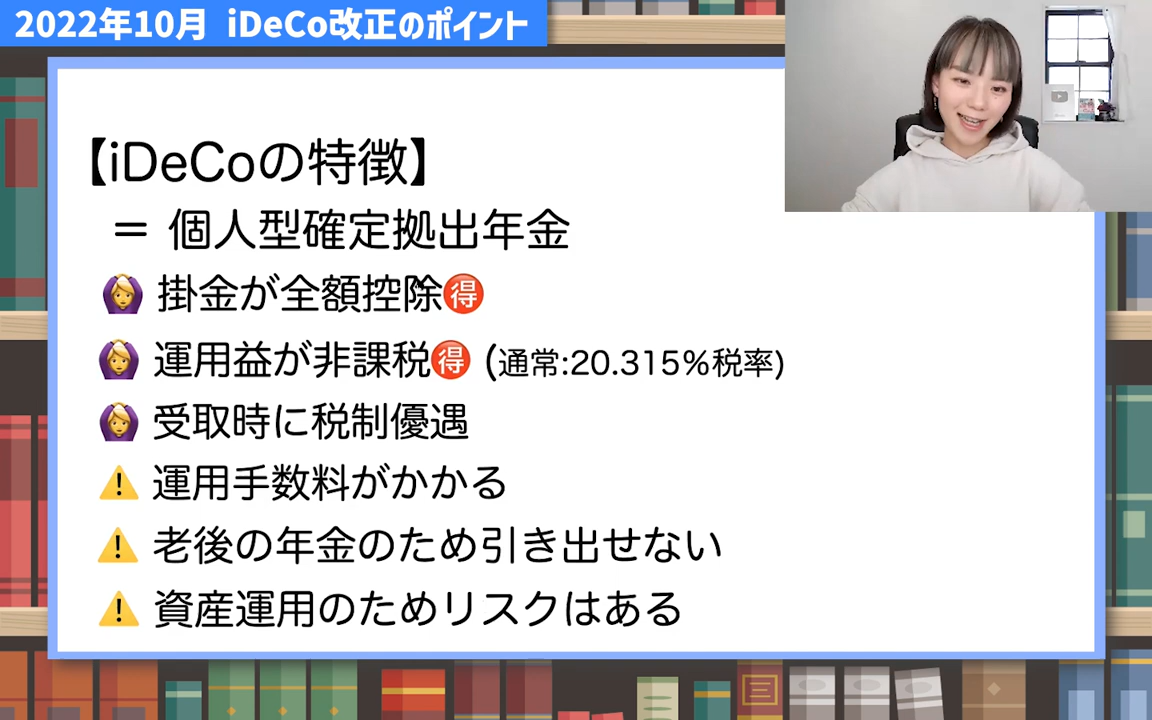 2022年10月 iDeCo改正のポイント
【iDeCoの特徴】
＝ 個人型確定拠出年金
🙆‍♀️ 掛金が全額控除🉐
🙆‍♀️ 運用益が非課税🉐 (通常:20.315%税率)
🙆‍♀️ 受取時に税制優遇
⚠️ 運用手数料がかかる
⚠️ 老後の年金のため引き出せない
⚠️ 資産運用のためリスクはある